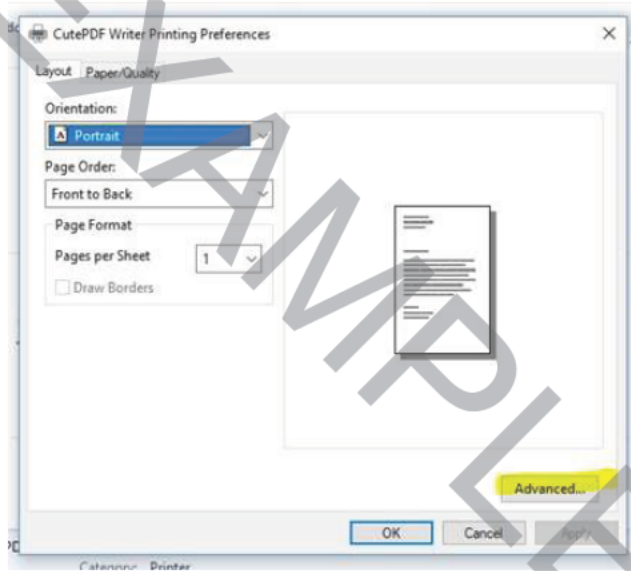 CutePDF Writer Printing Preferences
Layout Paper/Quality
Orientation:
Portrait
Page Order:
Front to Back
Page Format
Pages per Sheet 1
Draw Borders
Advanced...
OK Cancel Apply
Category: Printer
EXAMPLE